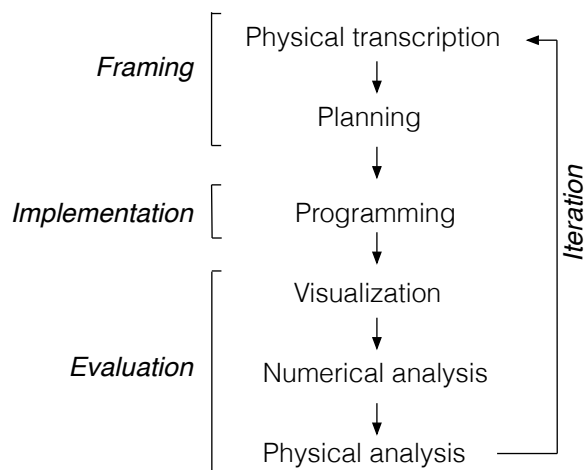 Physical transcription
Framing
Planning
Implementation
Programming
Iteration
Visualization
Evaluation
Numerical analysis
Physical analysis